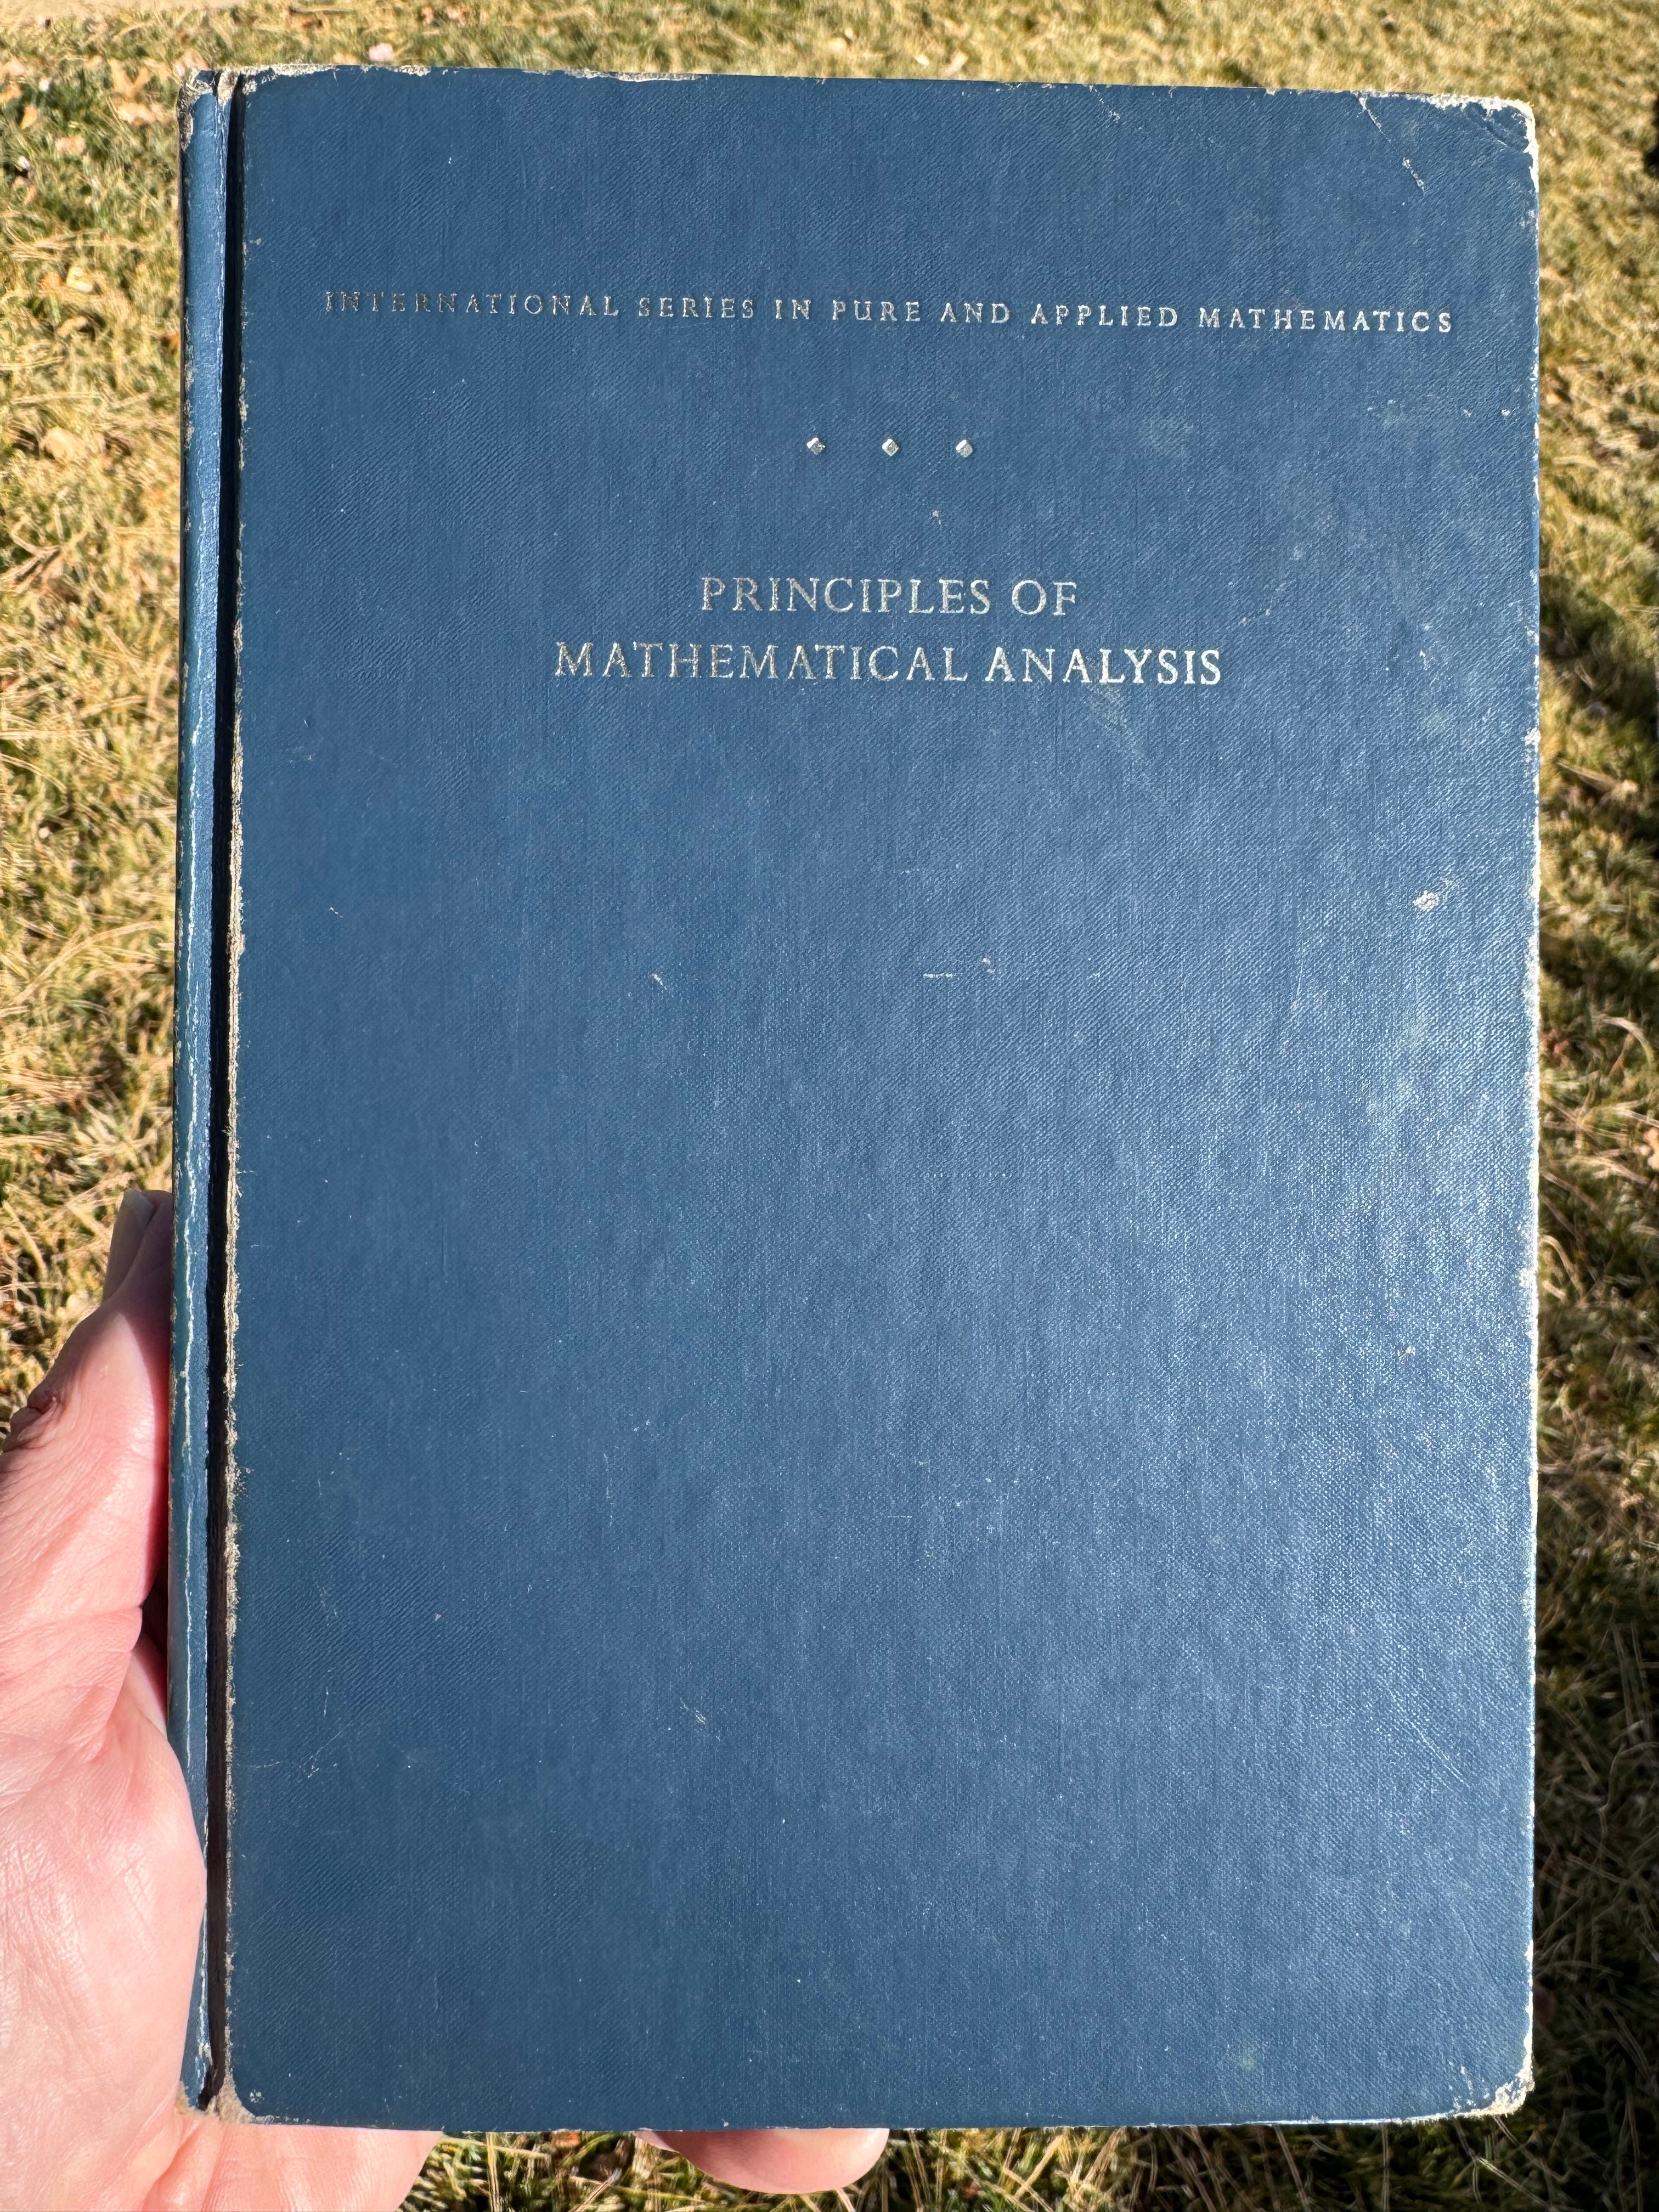 INTERNATIONAL SERIES IN PURE AND APPLIED MATHEMATICS
PRINCIPLES OF
MATHEMATICAL ANALYSIS